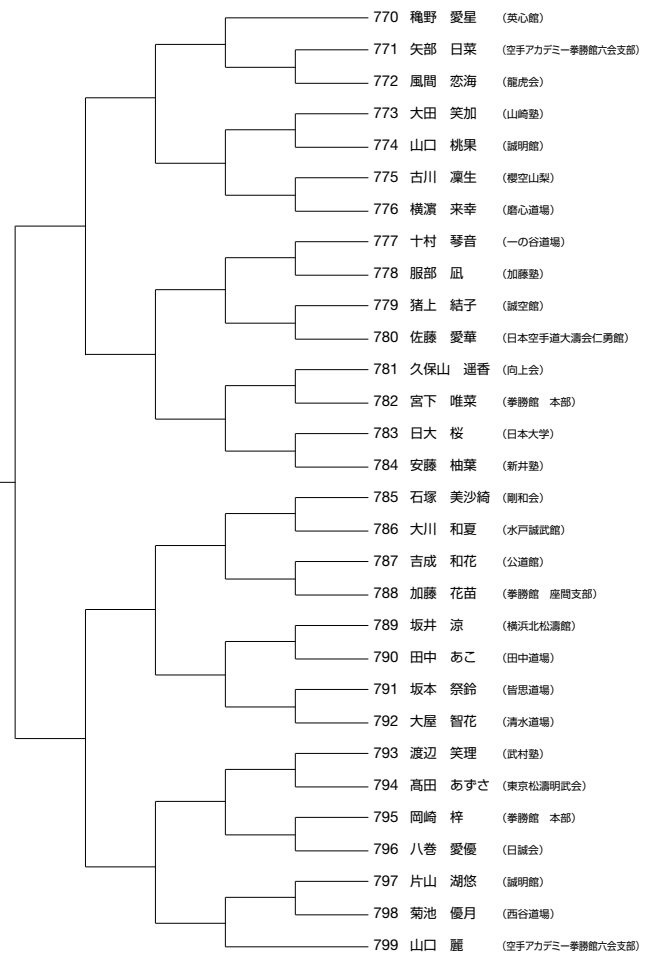 770 穐野 愛星 （英心館）
771 矢部 日菜 （空手アカデミー拳勝館六会支部）
772 風間 恋海 （龍虎会）
773 大田 笑加 （山崎塾）
774 山口 桃果 （誠明館）
775 古川 凜生 （櫻空山梨）
776 横濵 来幸 （磨心道場）
777 十村 琴音 （一の谷道場）
778 服部 凪 （加藤塾）
779 猪上 結子 （誠空館）
780 佐藤 愛華 （日本空手道大濤会仁勇館）
781 久保山 遥香 （向上会）
782 宮下 唯菜 （拳勝館 本部）
783 日大 桜 （日本大学）
784 安藤 柚葉 （新井塾）
785 石塚 美沙綺 （剛和会）
786 大川 和夏 （水戸誠武館）
787 吉成 和花 （公道館）
788 加藤 花苗 （拳勝館 座間支部）
789 坂井 涼 （横浜北松濤館）
790 田中 あこ （田中道場）
791 坂本 祭鈴 （皆思道場）
792 大屋 智花 （清水道場）
793 渡辺 笑理 （武村塾）
794 髙田 あずさ （東京松濤明武会）
795 岡崎 梓 （拳勝館 本部）
796 八巻 愛優 （日誠会）
797 片山 湖悠 （誠明館）
798 菊池 優月 （西谷道場）
799 山口 麗 （空手アカデミー拳勝館六会支部）